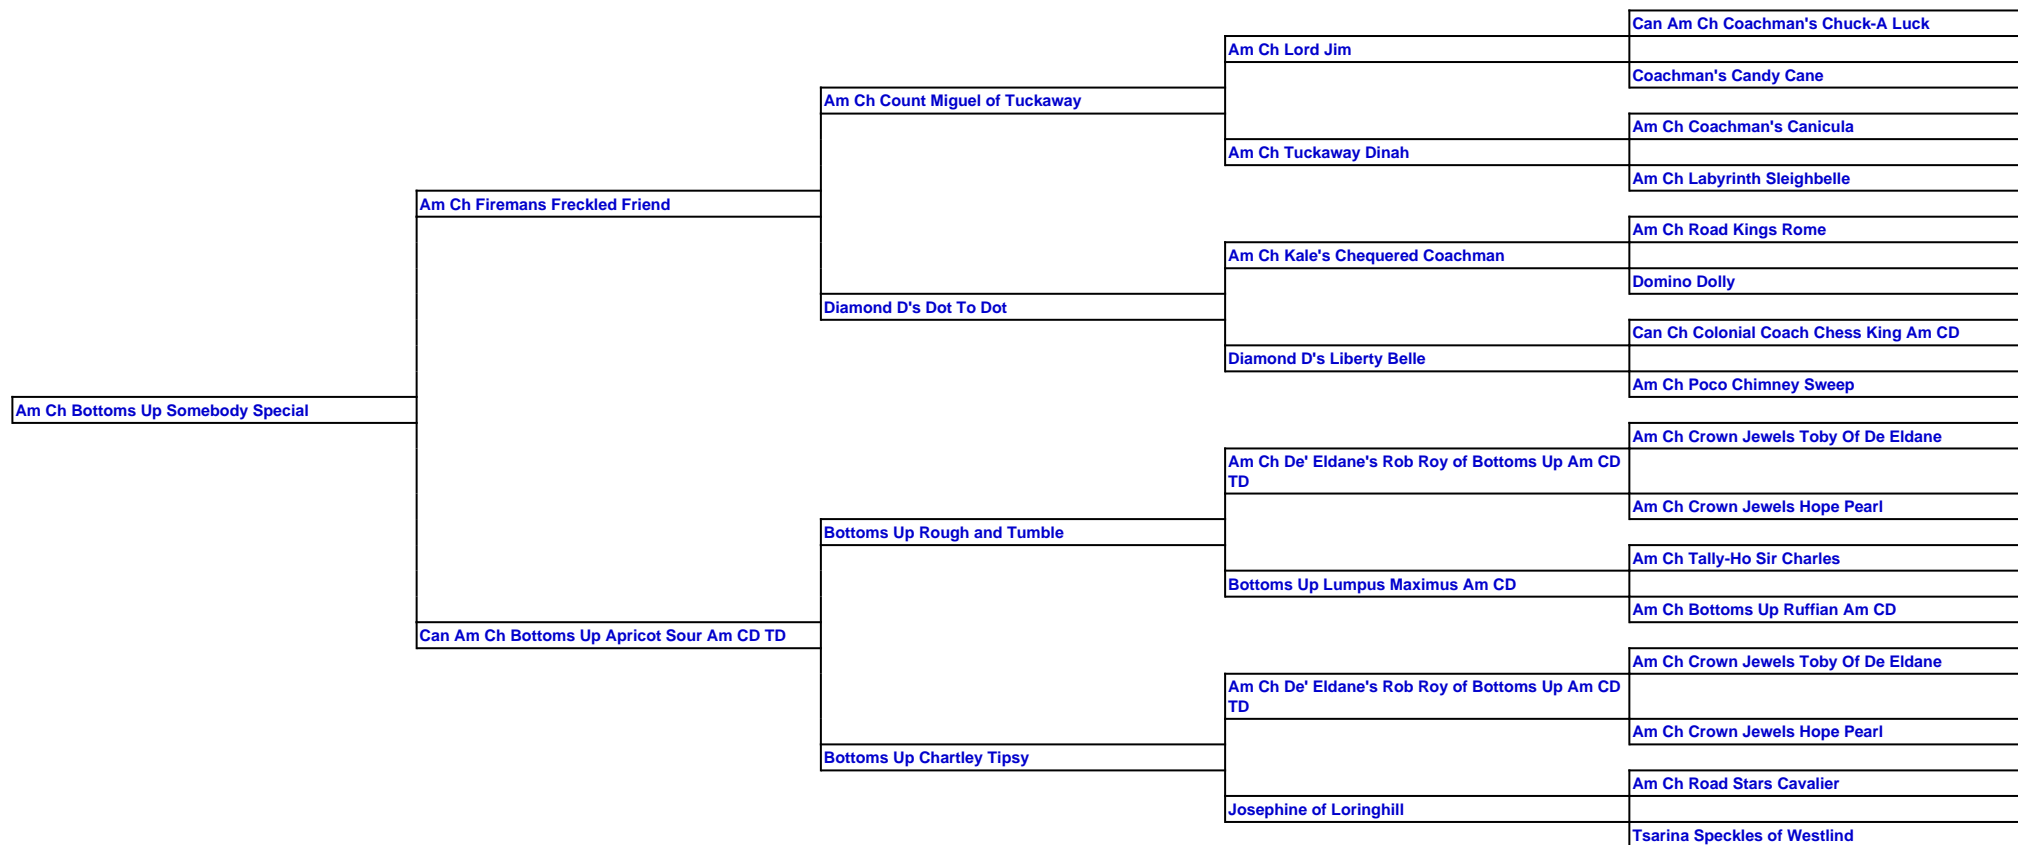 Can Am Ch Coachman's Chuck-A Luck
Am Ch Lord Jim
Coachman's Candy Cane
Am Ch Count Miguel of Tuckaway
Am Ch Coachman's Canicula
Am Ch Tuckaway Dinah
Am Ch Labyrinth Sleighbelle
Am Ch Firemans Freckled Friend
Am Ch Road Kings Rome
Am Ch Kale's Chequered Coachman
Domino Dolly
Diamond D's Dot To Dot
Can Ch Colonial Coach Chess King Am CD
Diamond D's Liberty Belle
Am Ch Poco Chimney Sweep
Am Ch Bottoms Up Somebody Special
Am Ch Crown Jewels Toby Of De Eldane
Am Ch De' Eldane's Rob Roy of Bottoms Up Am CD
TD
Am Ch Crown Jewels Hope Pearl
Bottoms Up Rough and Tumble
Am Ch Tally-Ho Sir Charles
Bottoms Up Lumpus Maximus Am CD
Am Ch Bottoms Up Ruffian Am CD
Can Am Ch Bottoms Up Apricot Sour Am CD TD
Am Ch Crown Jewels Toby Of De Eldane
Am Ch De' Eldane's Rob Roy of Bottoms Up Am CD
TD
Am Ch Crown Jewels Hope Pearl
Bottoms Up Chartley Tipsy
Am Ch Road Stars Cavalier
Josephine of Loringhill
Tsarina Speckles of Westlind